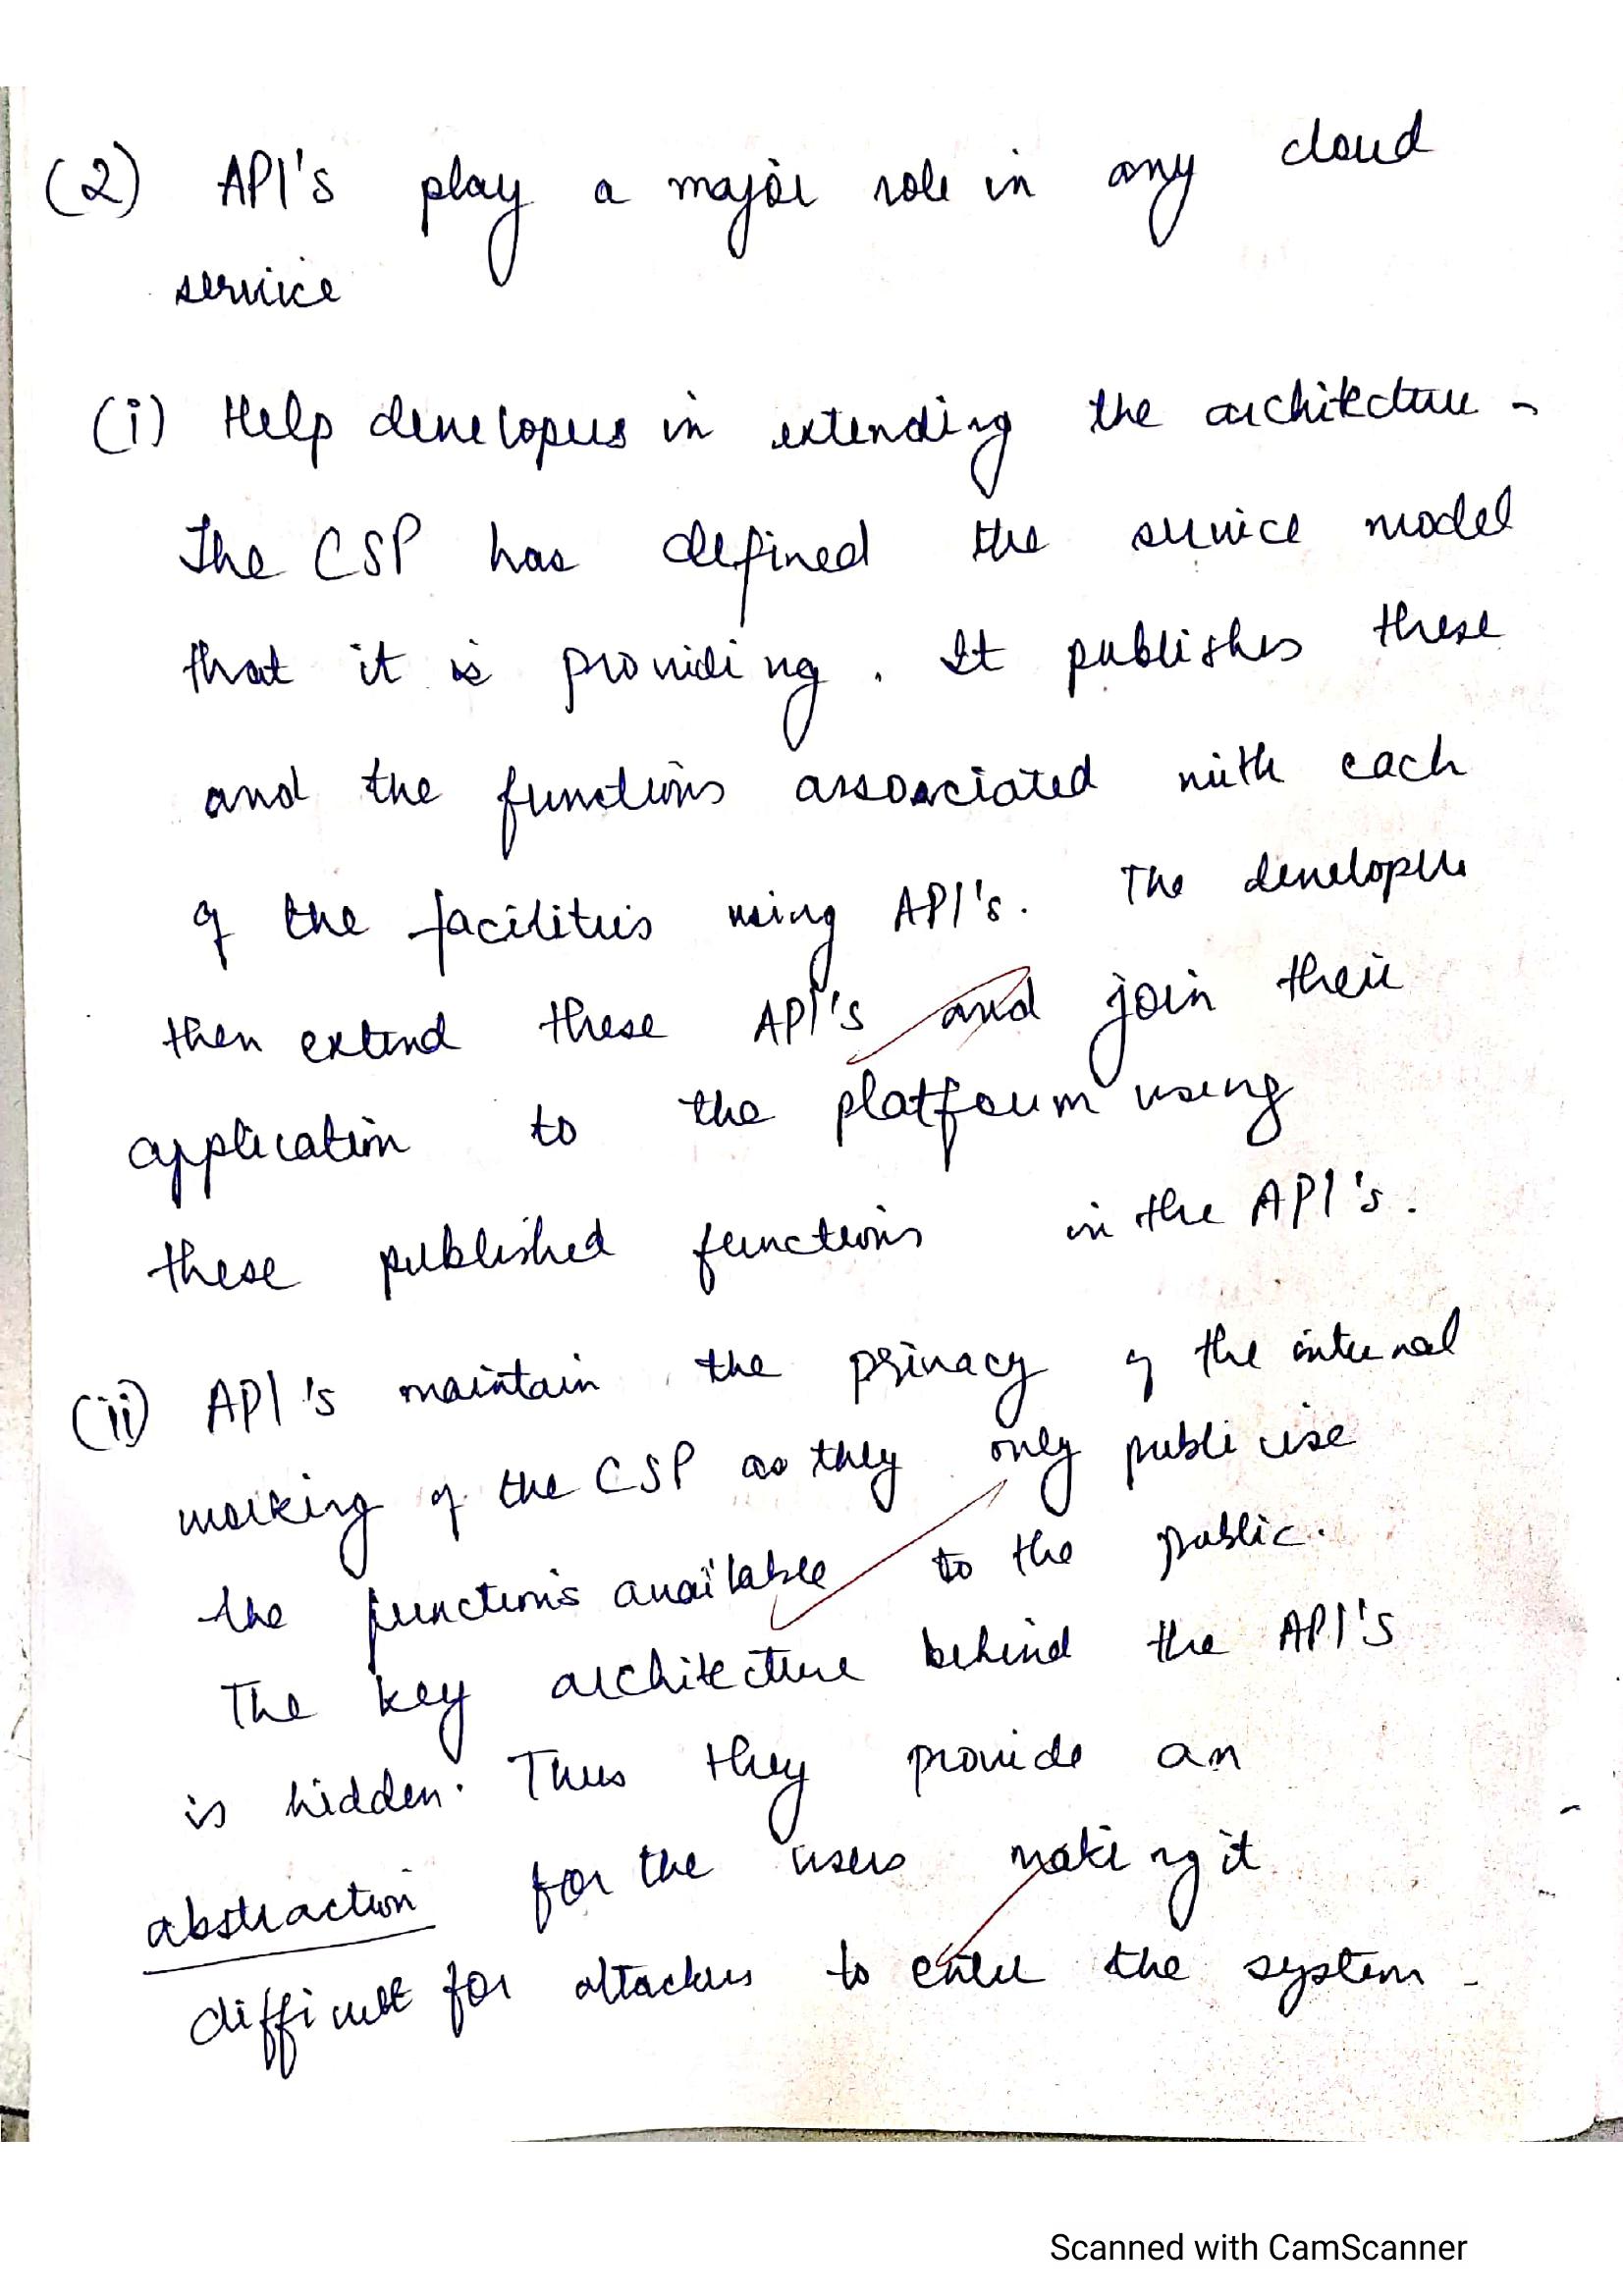 (2) API's play a major role in any cloud
service
(i) Help developers in extending the architecture -
The CSP has defined the service model
that it is providing. It publishes these
and the functions associated with each
of the facilities using API's. The developers
then extend these API's and join their
application to the platform using
these published functions in the API's.
(ii) API's maintain the privacy of the internal
working of the CSP as they only publicise
the functions available to the public.
The key architecture behind the API's
is hidden. Thus they provide an
abstraction for the users making it
difficult for attackers to enter the system -
Scanned with CamScanner